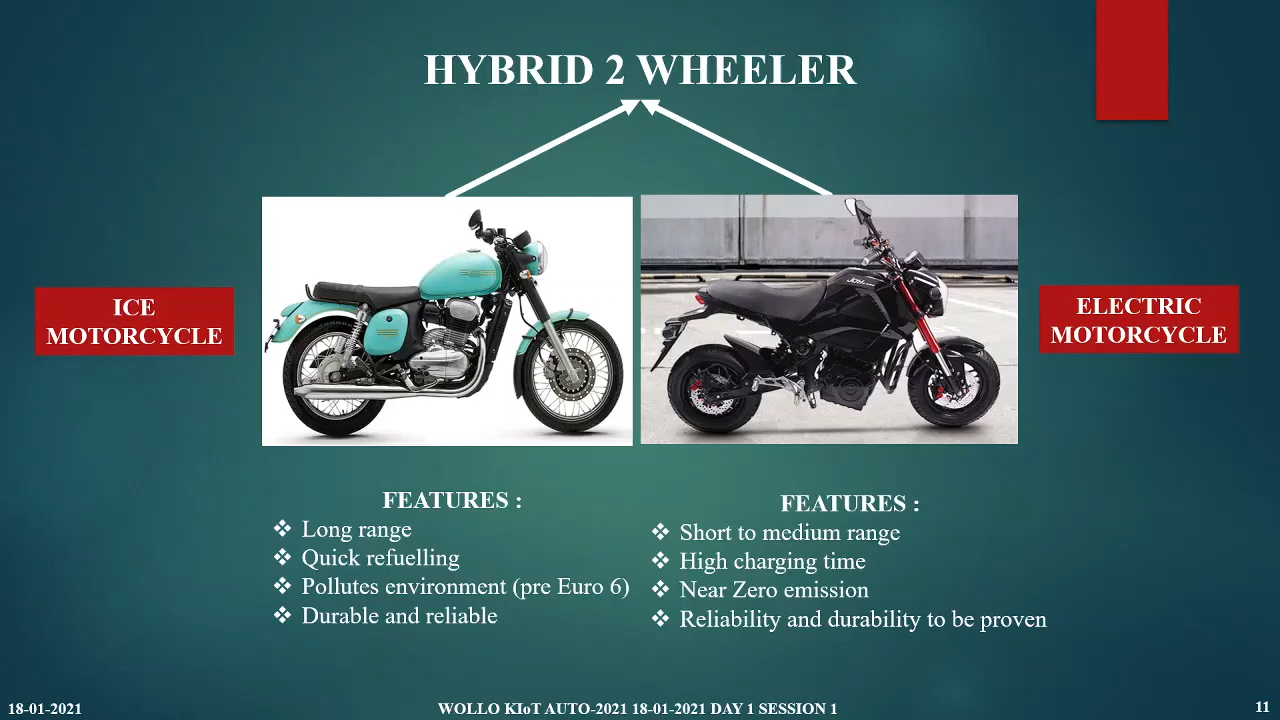 HYBRID 2 WHEELER
ICE
MOTORCYCLE
ELECTRIC
MOTORCYCLE
FEATURES :
❖ Long range
❖ Quick refuelling
❖ Pollutes environment (pre Euro 6)
❖ Durable and reliable
FEATURES :
❖ Short to medium range
❖ High charging time
❖ Near Zero emission
❖ Reliability and durability to be proven
18-01-2021
WOLLO KIoT AUTO-2021 18-01-2021 DAY 1 SESSION 1
11